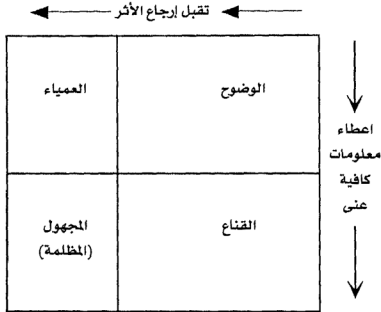 تقبل إرجاع الأثر
الوضوح
العمياء
اعطاء
معلومات
كافية
عنى
القناع
المجهول
(المظلمة)